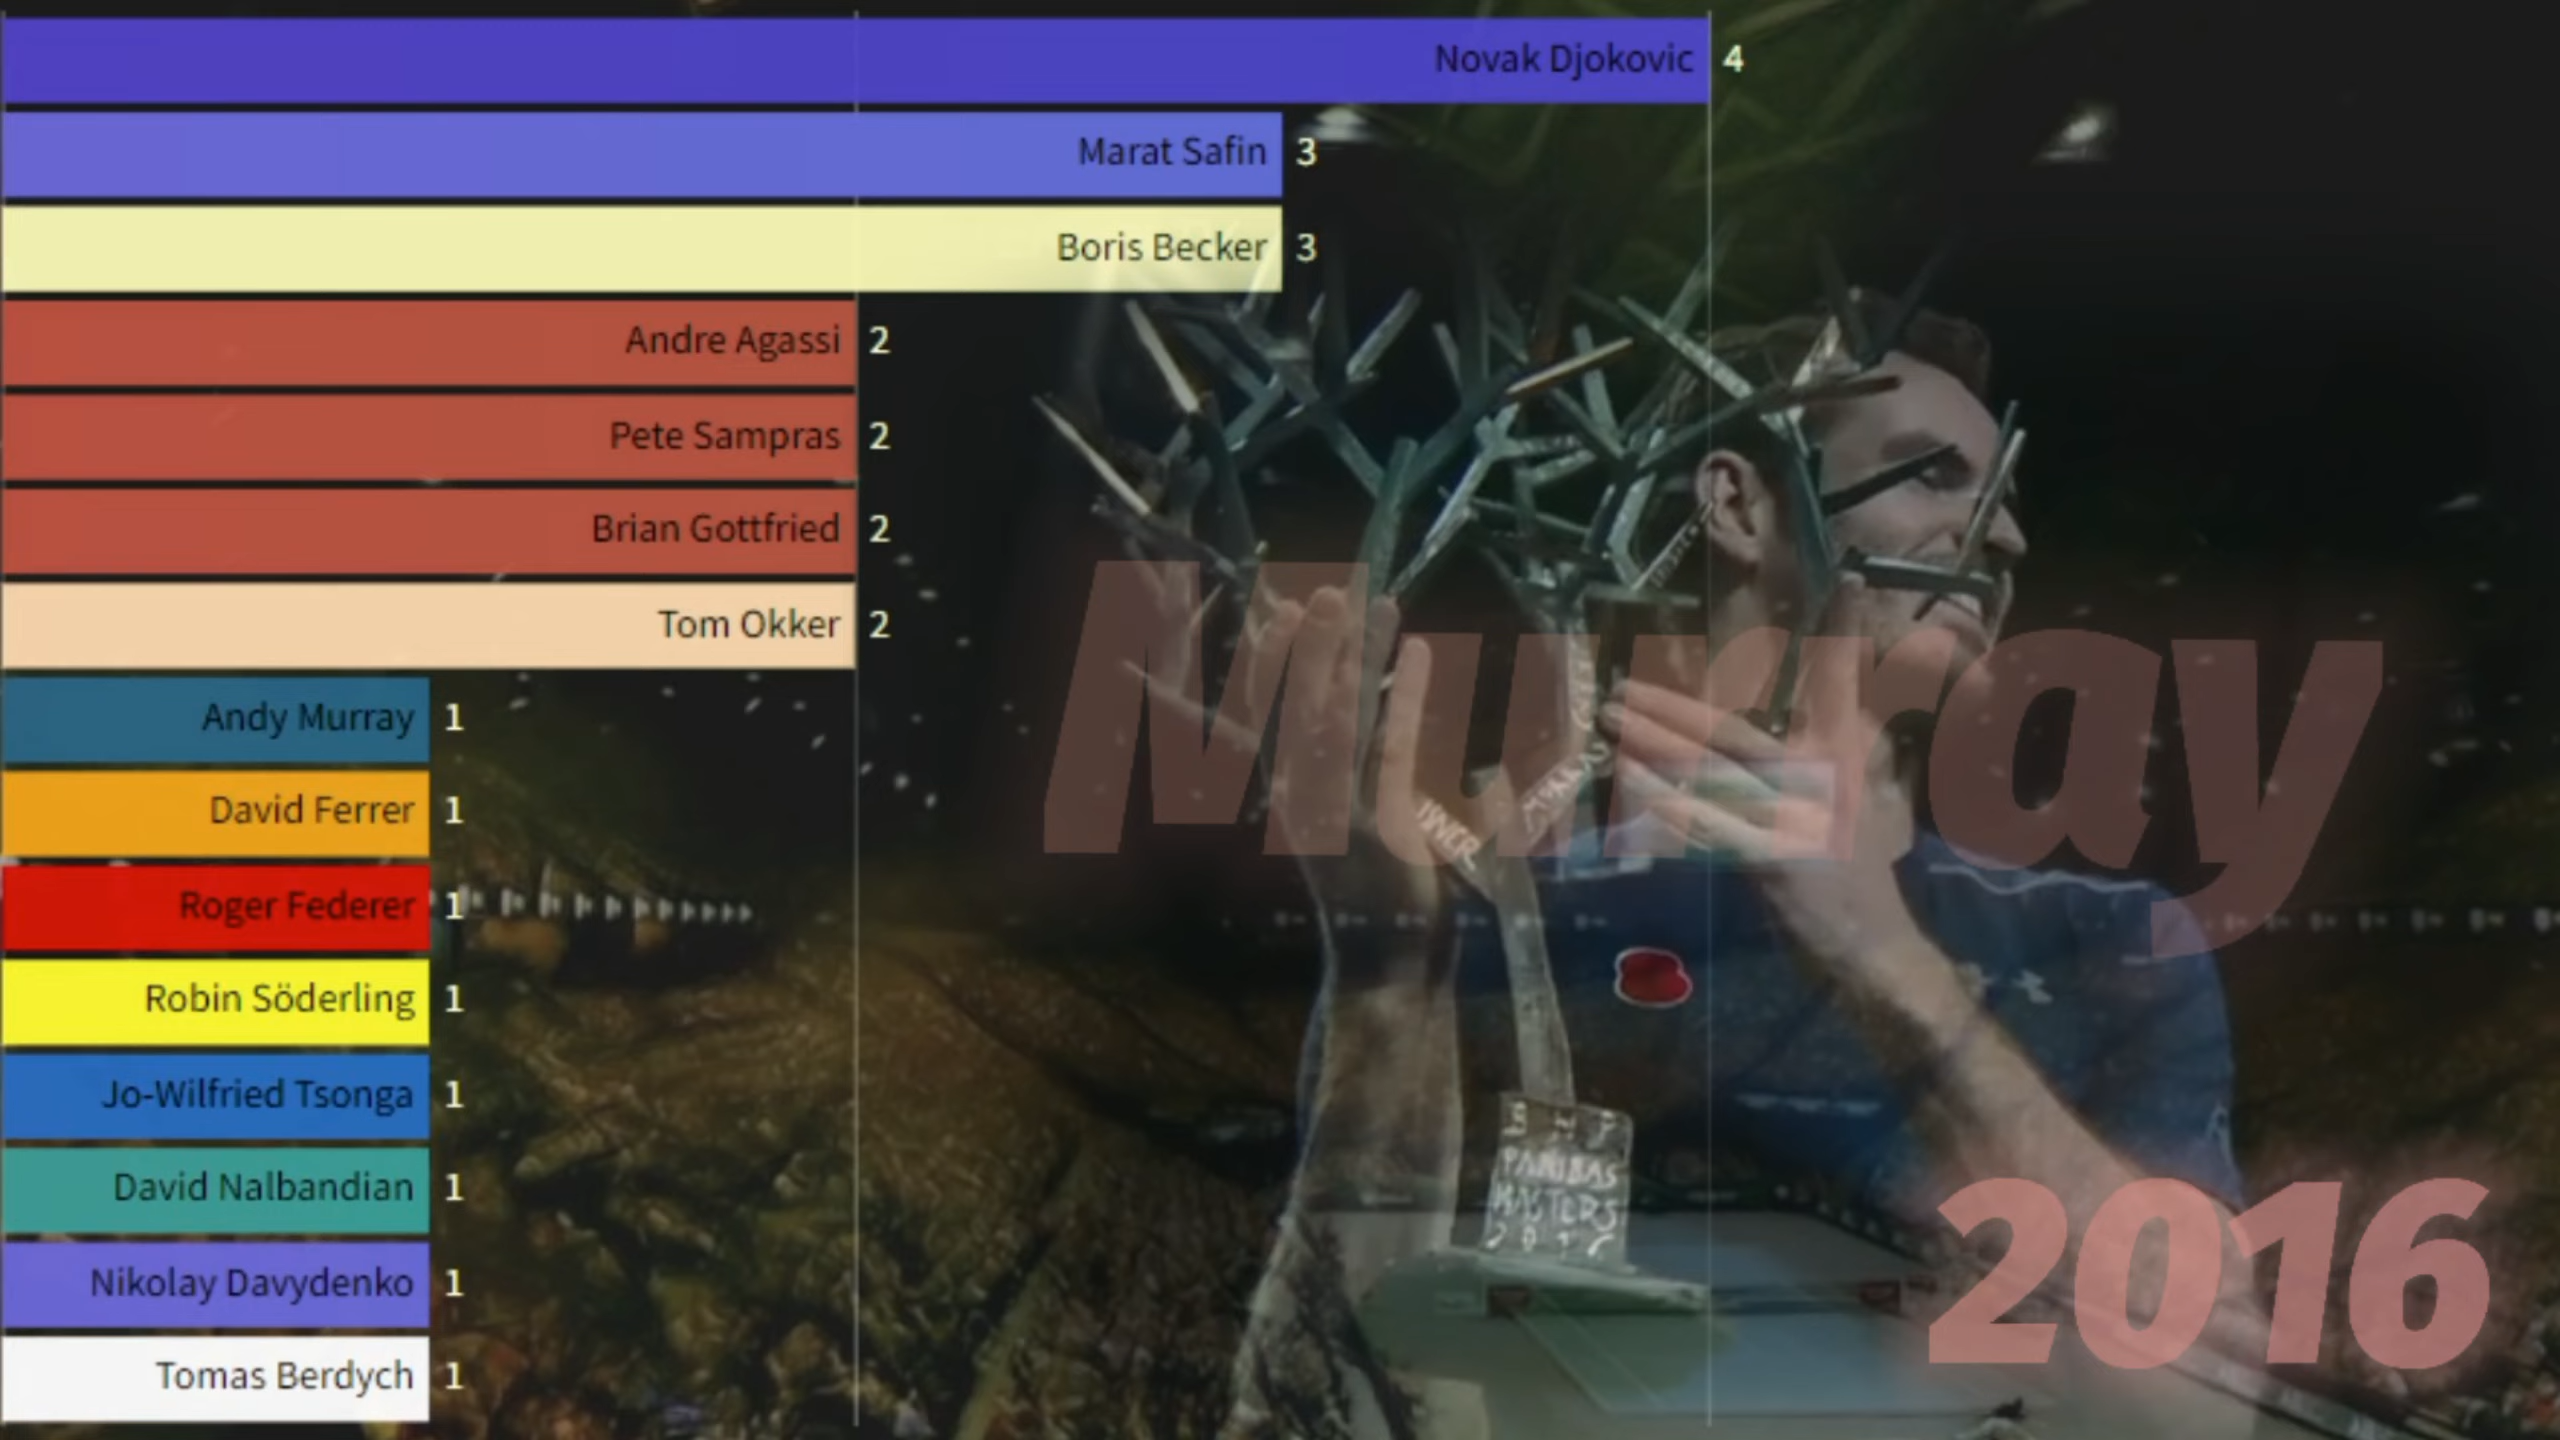 Novak Djokovic 4
Marat Safin 3
Boris Becker 3
Andre Agassi 2
Pete Sampras 2
Brian Gottfried 2
Tom Okker 2
Andy Murray 1
David Ferrer 1
Roger Federer 1
Robin Söderling 1
Jo-Wilfried Tsonga 1
David Nalbandian 1
Nikolay Davydenko 1
Tomas Berdych 1
Murray
PARIBAS
MASTERS
2016